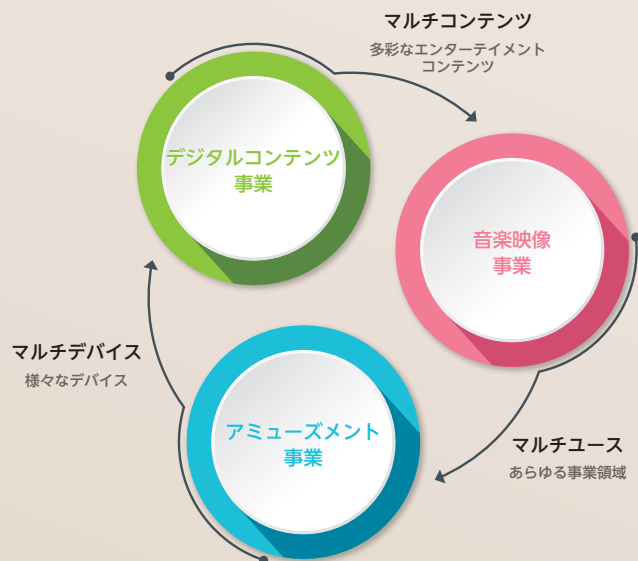 マルチコンテンツ
多彩なエンターテイメント
コンテンツ
デジタルコンテンツ
事業
音楽映像
事業
マルチデバイス
様々なデバイス
アミューズメント
事業
マルチユース
あらゆる事業領域